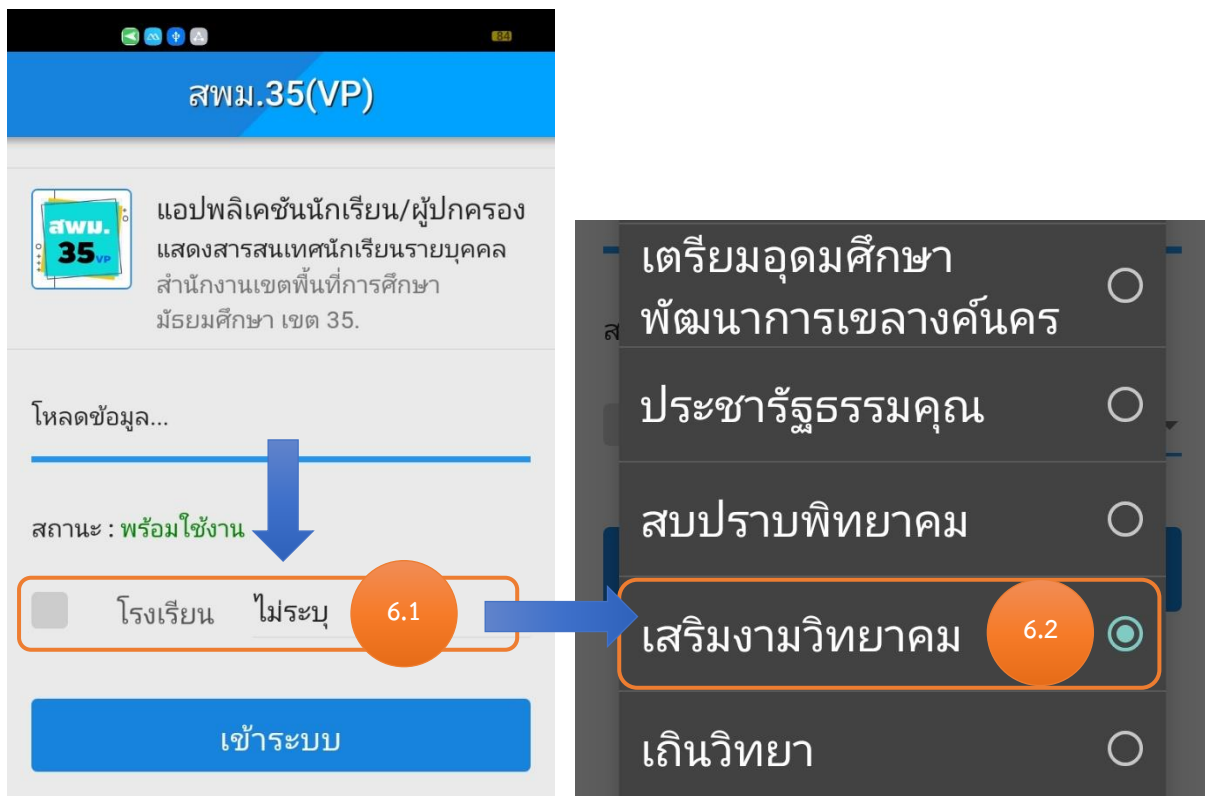 84
สพม.35(VP)
สพม.
35VP
แอปพลิเคชันนักเรียน/ผู้ปกครอง
แสดงสารสนเทศนักเรียนรายบุคคล
สำนักงานเขตพื้นที่การศึกษา
มัธยมศึกษา เขต 35.
โหลดข้อมูล...
สถานะ : พร้อมใช้งาน
โรงเรียน ไม่ระบุ 6.1
เข้าระบบ
เตรียมอุดมศึกษา
พัฒนาการเขลางค์นคร
ส
ประชารัฐธรรมคุณ
สบปราบพิทยาคม
เสริมงามวิทยาคม 6.2
เถินวิทยา